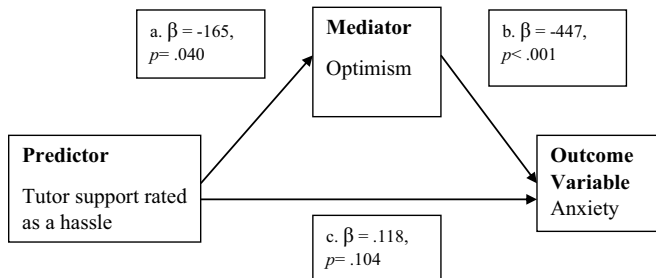 a. β = -165,
p= .040
Mediator
Optimism
b. β = -447,
p< .001
Predictor
Tutor support rated
as a hassle
Outcome
Variable
Anxiety
c. β = .118,
p= .104